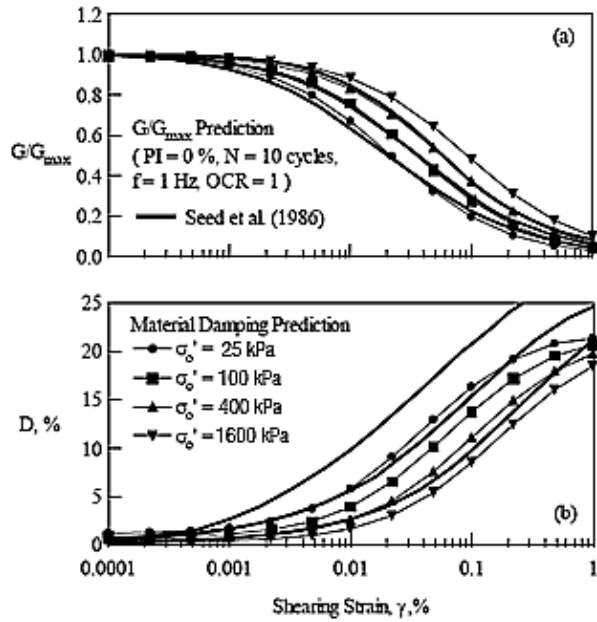 1.2
(a)
1.0
0.8
0.6
G/Gmax Prediction
G/Gmax
( PI = 0 %, N = 10 cycles,
0.4
f = 1 Hz, OCR = 1 )
0.2
Seed et al. (1986)
0.0
25
Material Damping Prediction
20
σo' = 25 kPa
σo' = 100 kPa
15
σo' = 400 kPa
D, %
σo' = 1600 kPa
10
5
(b)
0
0.0001 0.001 0.01 0.1 1
Shearing Strain, γ, %